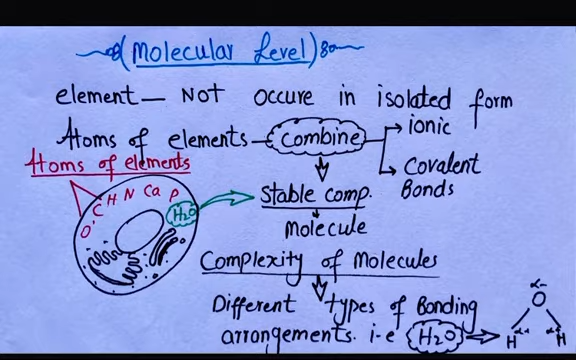 (Molecular Level)
element — Not occure in isolated form
Atoms of elements — combine
ionic
Covalent Bonds
Atoms of elements
O C H N Ca P
H2O
Stable comp.
molecule
Complexity of Molecules
Different types of Bonding
arrangements. i.e H2O
α-
O
α+ α+
H H